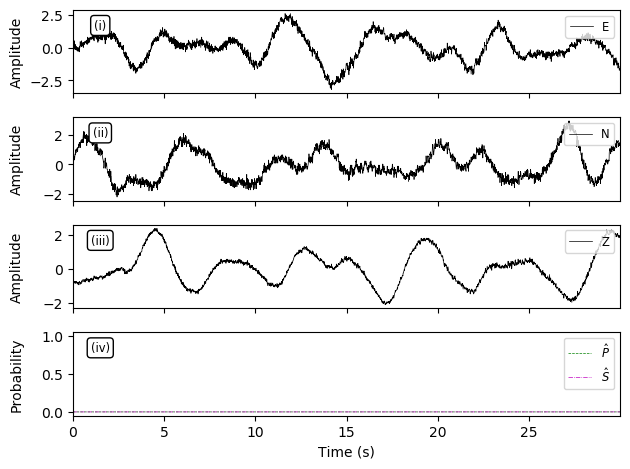 2.5
0.0
−2.5
Amplitude
(i)
E
2
0
−2
Amplitude
(ii)
N
2
0
−2
Amplitude
(iii)
Z
1.0
0.5
0.0
Probability
(iv)
P̂
Ŝ
0 5 10 15 20 25
Time (s)